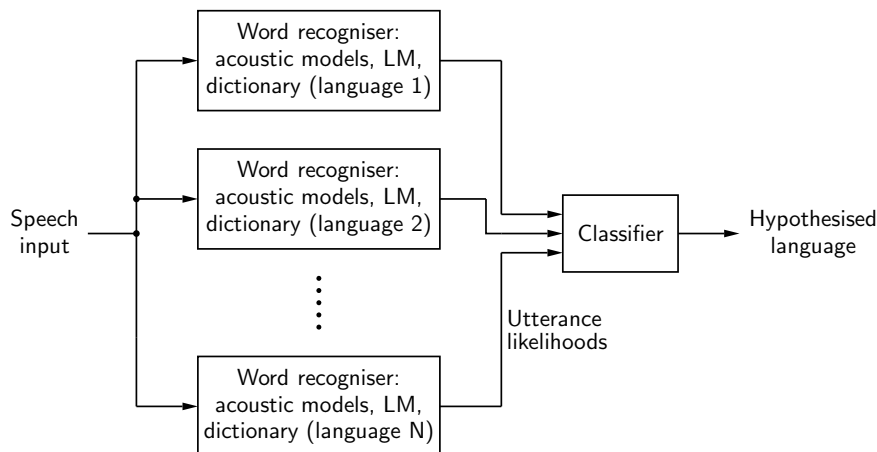 Word recogniser:
acoustic models, LM,
dictionary (language 1)
Word recogniser:
acoustic models, LM,
dictionary (language 2)
Speech
input
Classifier
Hypothesised
language
Utterance
likelihoods
Word recogniser:
acoustic models, LM,
dictionary (language N)